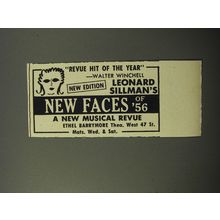 "REVUE HIT OF THE YEAR"
—WALTER WINCHELL
NEW EDITION
LEONARD
SILLMAN'S
NEW FACES OF '56
A NEW MUSICAL REVUE
ETHEL BARRYMORE Thea. West 47 St.
Mats. Wed. & Sat.